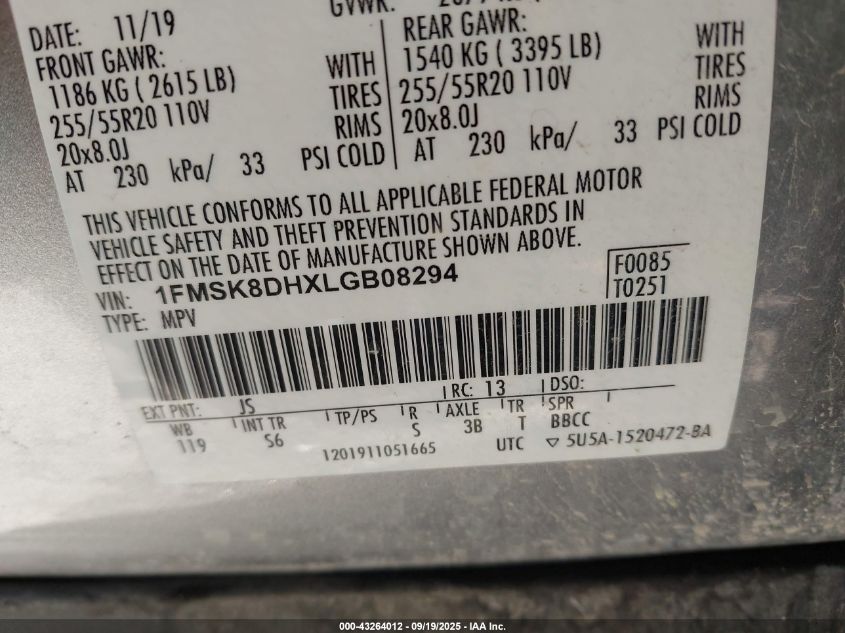 DATE: 11/19 GVWR:
FRONT GAWR: REAR GAWR:
1186 KG ( 2615 LB) WITH 1540 KG ( 3395 LB) WITH
255/55R20 110V TIRES 255/55R20 110V TIRES
20x8.0J RIMS 20x8.0J RIMS
AT 230 kPa/ 33 PSI COLD AT 230 kPa/ 33 PSI COLD
THIS VEHICLE CONFORMS TO ALL APPLICABLE FEDERAL MOTOR
VEHICLE SAFETY AND THEFT PREVENTION STANDARDS IN
EFFECT ON THE DATE OF MANUFACTURE SHOWN ABOVE.
VIN: 1FMSK8DHXLGB08294 F0085
TYPE: MPV T0251
EXT PNT: JS RC: 13 DSO:
WB INT TR TP/PS R AXLE TR SPR
119 S6 S 3B T BBCC
1201911051665 UTC ▽ 5U5A-1520472-BA
000-43264012 - 09/19/2025 - IAA Inc.